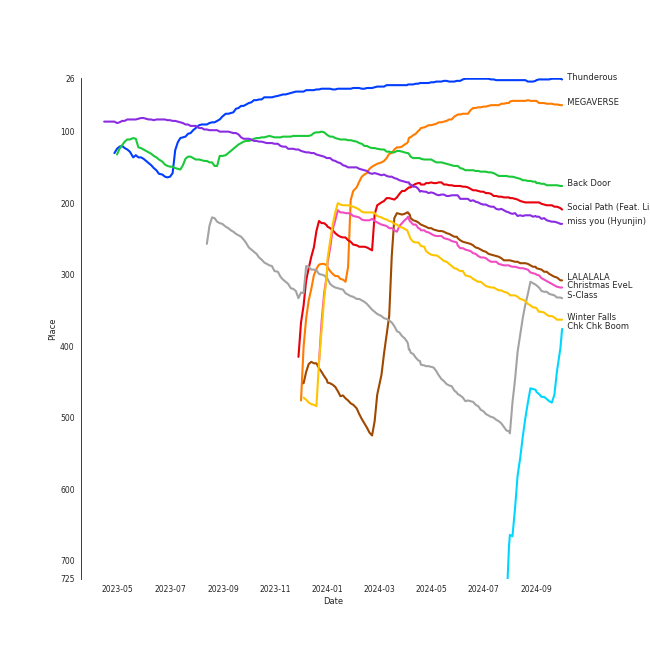 26
100
200
300
400
500
600
700
725
Place
2023-05
2023-07
2023-09
2023-11
2024-01
2024-03
2024-05
2024-07
2024-09
Date
Thunderous
MEGAVERSE
Back Door
Social Path (Feat. Li
miss you (Hyunjin)
LALALALA
Christmas EveL
S-Class
Winter Falls
Chk Chk Boom